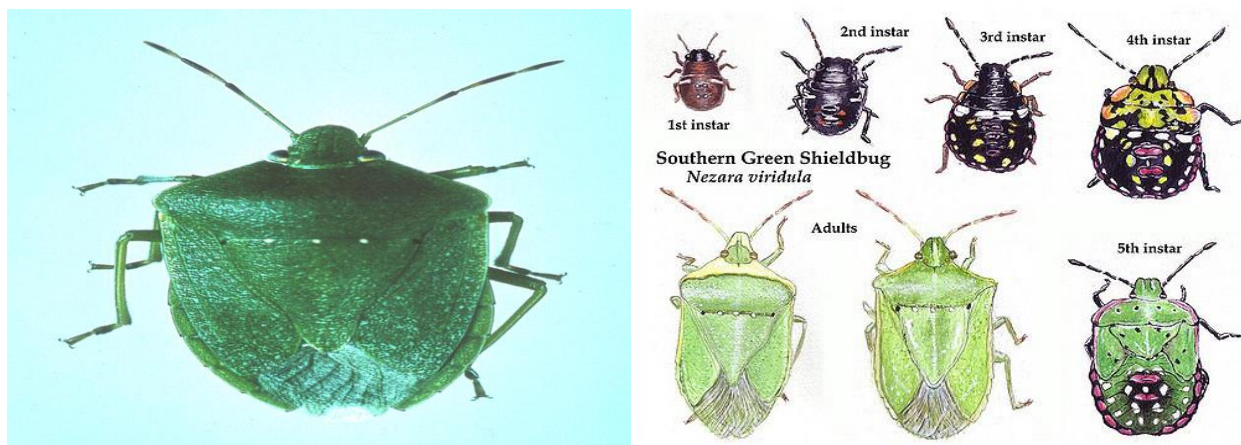 2nd instar
3rd instar
4th instar
1st instar
Southern Green Shieldbug
Nezara viridula
Adults
5th instar